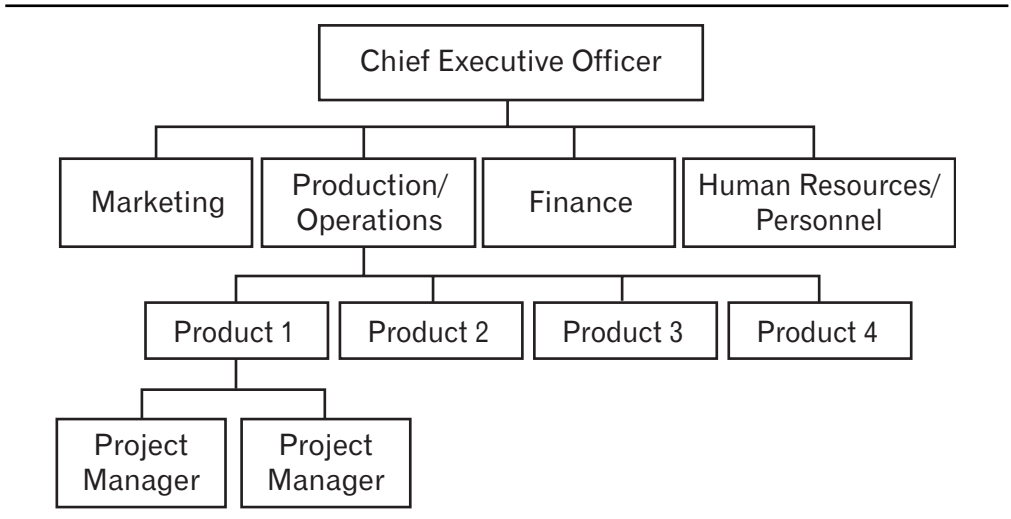 Chief Executive Officer
Marketing
Production/
Operations
Finance
Human Resources/
Personnel
Product 1
Product 2
Product 3
Product 4
Project
Manager
Project
Manager